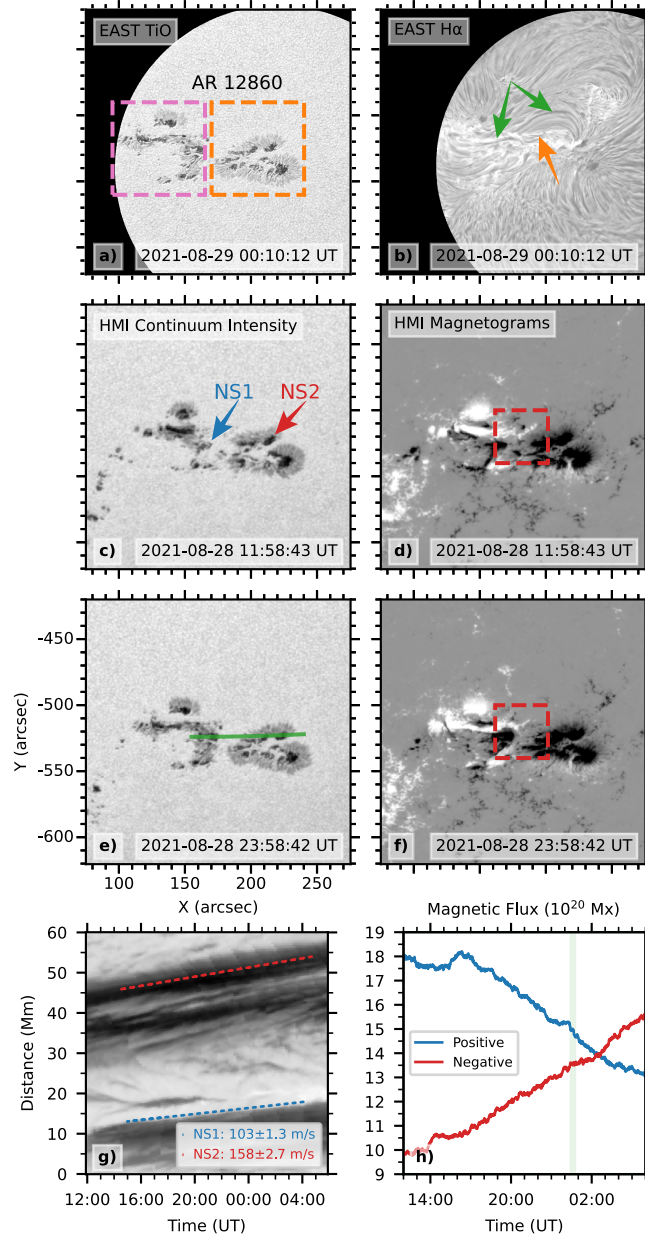 EAST TiO
AR 12860
a)
2021-08-29 00:10:12 UT
EAST Hα
b)
2021-08-29 00:10:12 UT
HMI Continuum Intensity
NS1
NS2
c)
2021-08-28 11:58:43 UT
HMI Magnetograms
d)
2021-08-28 11:58:43 UT
-450
-500
-550
-600
Y (arcsec)
e)
2021-08-28 23:58:42 UT
100
150
200
250
X (arcsec)
f)
2021-08-28 23:58:42 UT
60
50
40
30
20
10
0
Distance (Mm)
NS1: 103±1.3 m/s
NS2: 158±2.7 m/s
g)
12:00
16:00
20:00
00:00
04:00
Time (UT)
Magnetic Flux (10²⁰ Mx)
19
18
17
16
15
14
13
12
11
10
9
Positive
Negative
h)
14:00
20:00
02:00
Time (UT)